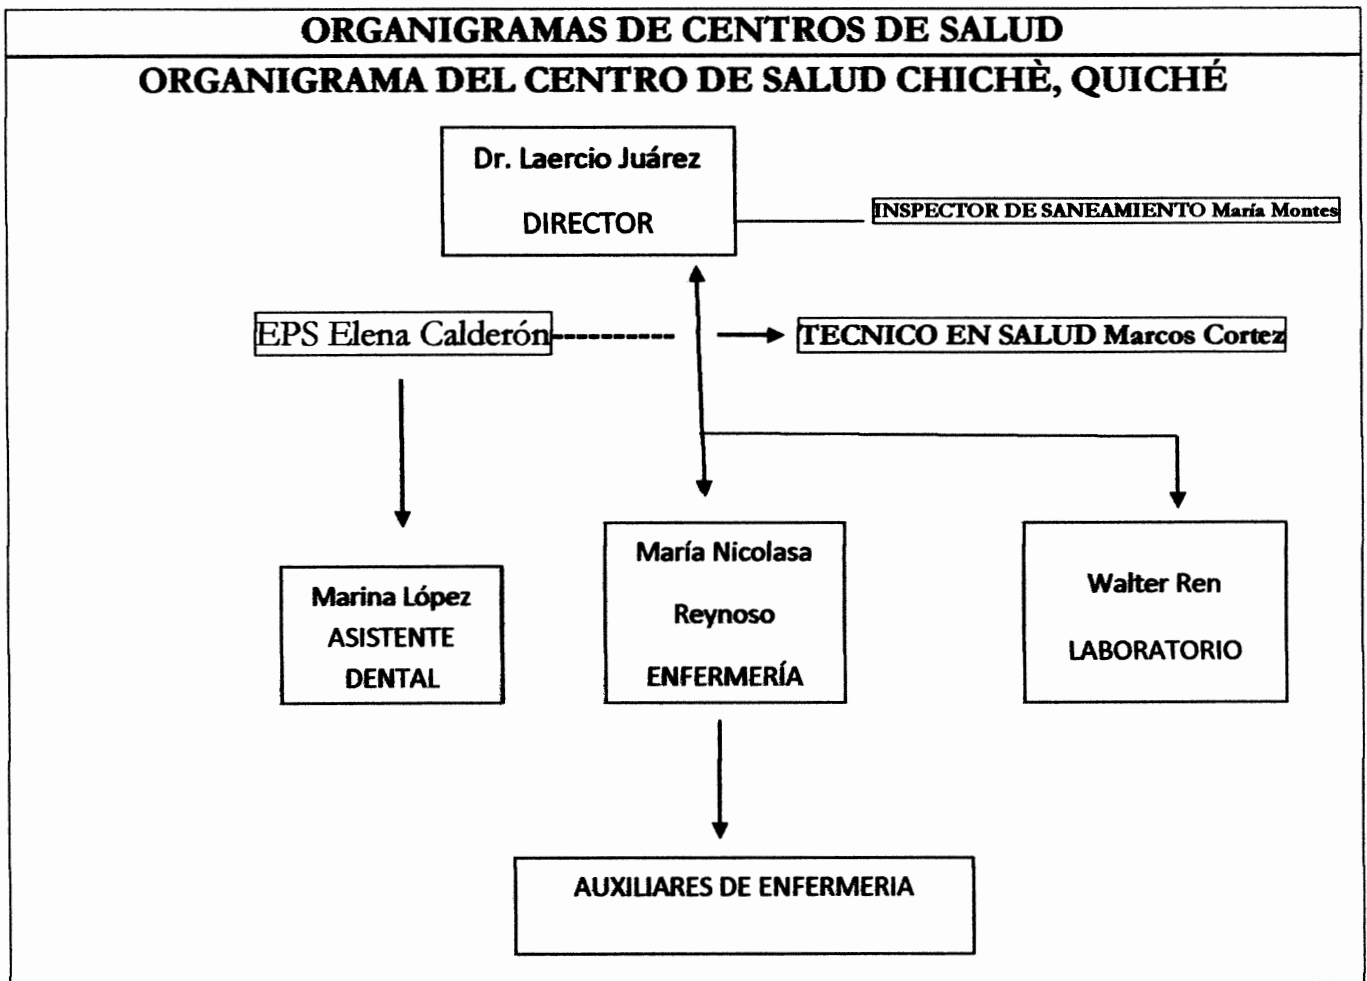 ORGANIGRAMAS DE CENTROS DE SALUD
ORGANIGRAMA DEL CENTRO DE SALUD CHICHÈ, QUICHÉ
Dr. Laercio Juárez
DIRECTOR
INSPECTOR DE SANEAMIENTO María Montes
EPS Elena Calderón
TECNICO EN SALUD Marcos Cortez
Marina López
ASISTENTE
DENTAL
María Nicolasa
Reynoso
ENFERMERÍA
Walter Ren
LABORATORIO
AUXILIARES DE ENFERMERIA